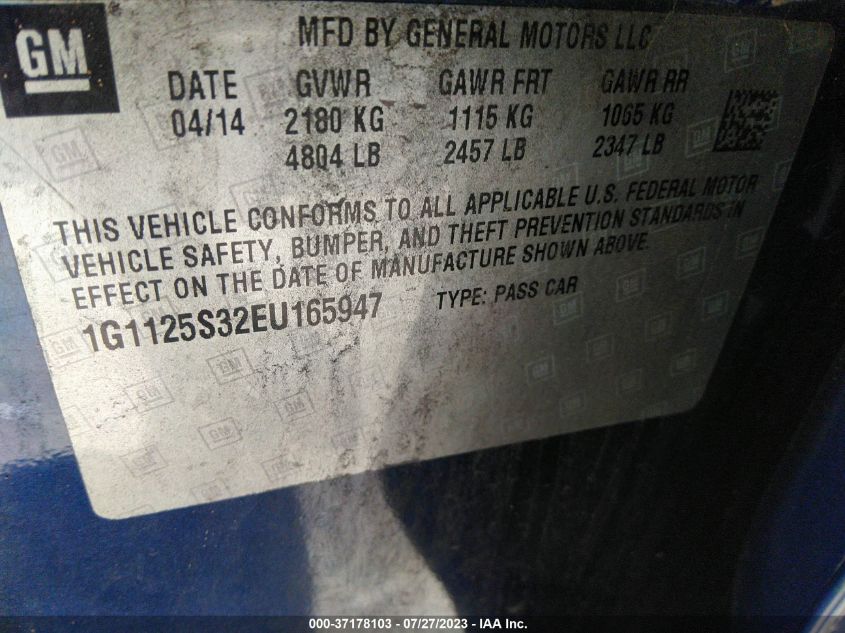 GM
MFD BY GENERAL MOTORS LLC
DATE GVWR GAWR FRT GAWR RR
04/14 2180 KG 1115 KG 1065 KG
4804 LB 2457 LB 2347 LB
THIS VEHICLE CONFORMS TO ALL APPLICABLE U.S. FEDERAL MOTOR
VEHICLE SAFETY, BUMPER, AND THEFT PREVENTION STANDARDS IN
EFFECT ON THE DATE OF MANUFACTURE SHOWN ABOVE.
1G1125S32EU165947 TYPE: PASS CAR
000-37178103 - 07/27/2023 - IAA Inc.